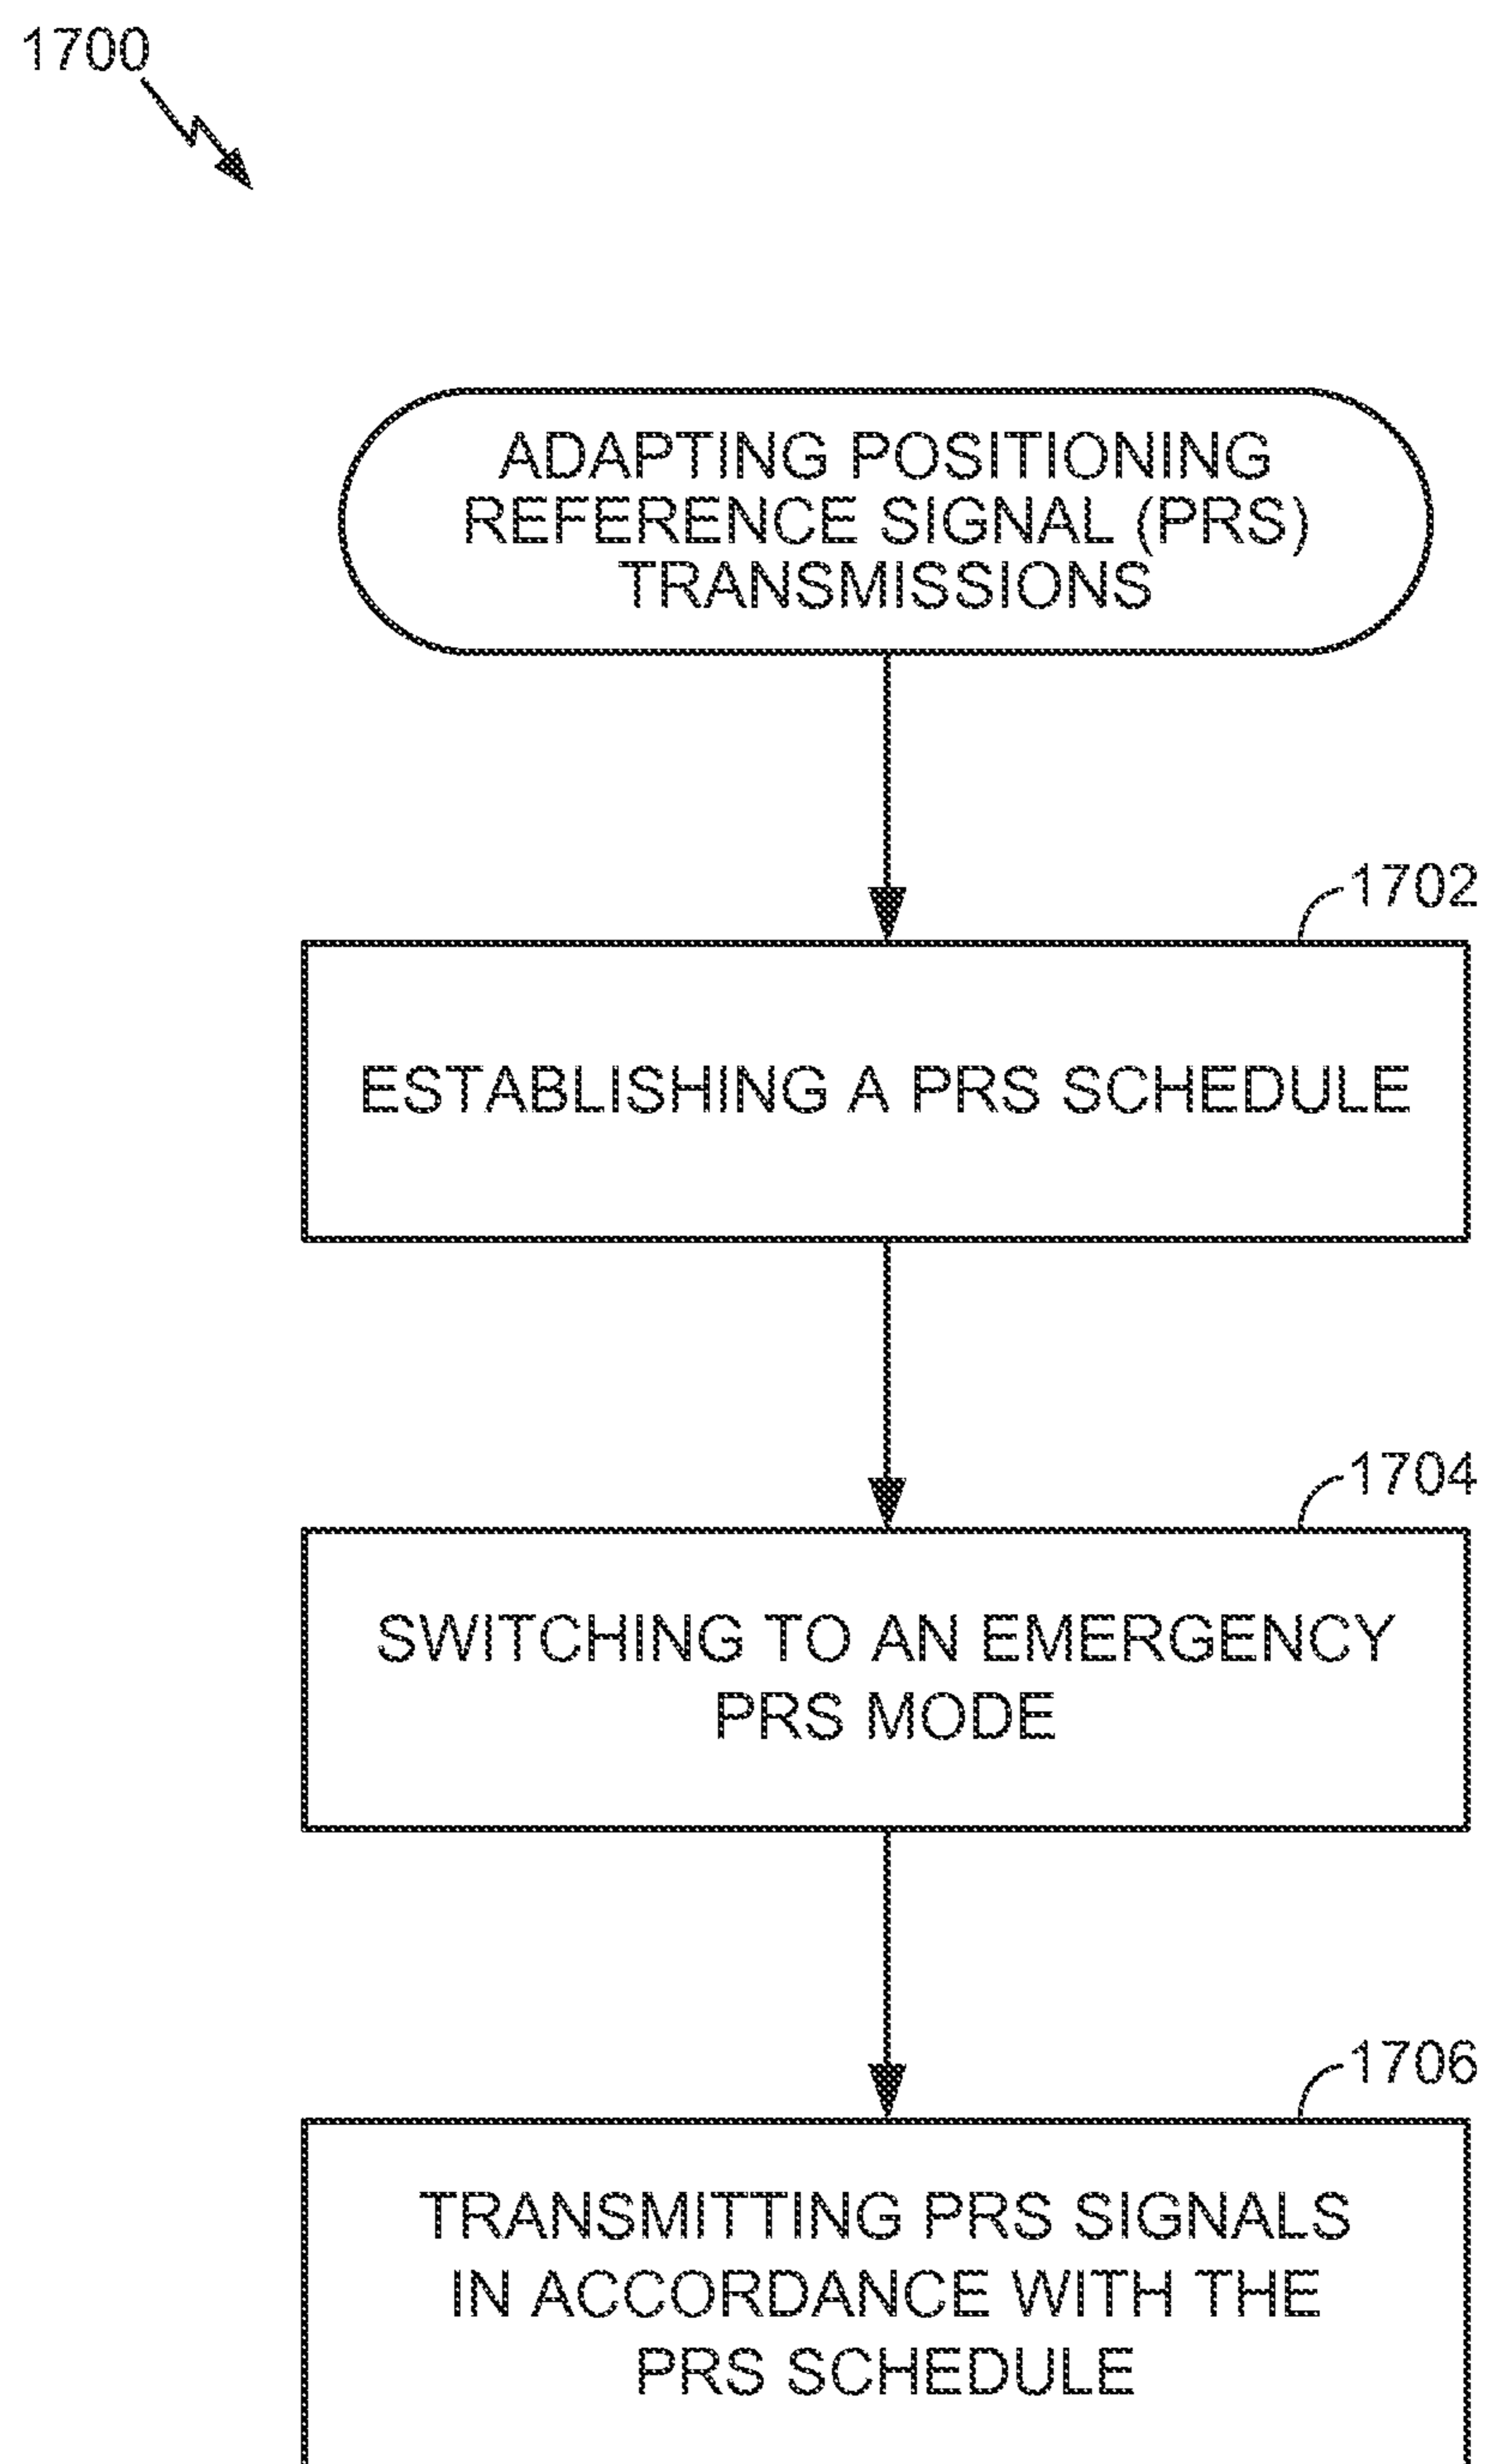 1700
ADAPTING POSITIONING
REFERENCE SIGNAL (PRS)
TRANSMISSIONS
1702
ESTABLISHING A PRS SCHEDULE
1704
SWITCHING TO AN EMERGENCY
PRS MODE
1706
TRANSMITTING PRS SIGNALS
IN ACCORDANCE WITH THE
PRS SCHEDULE